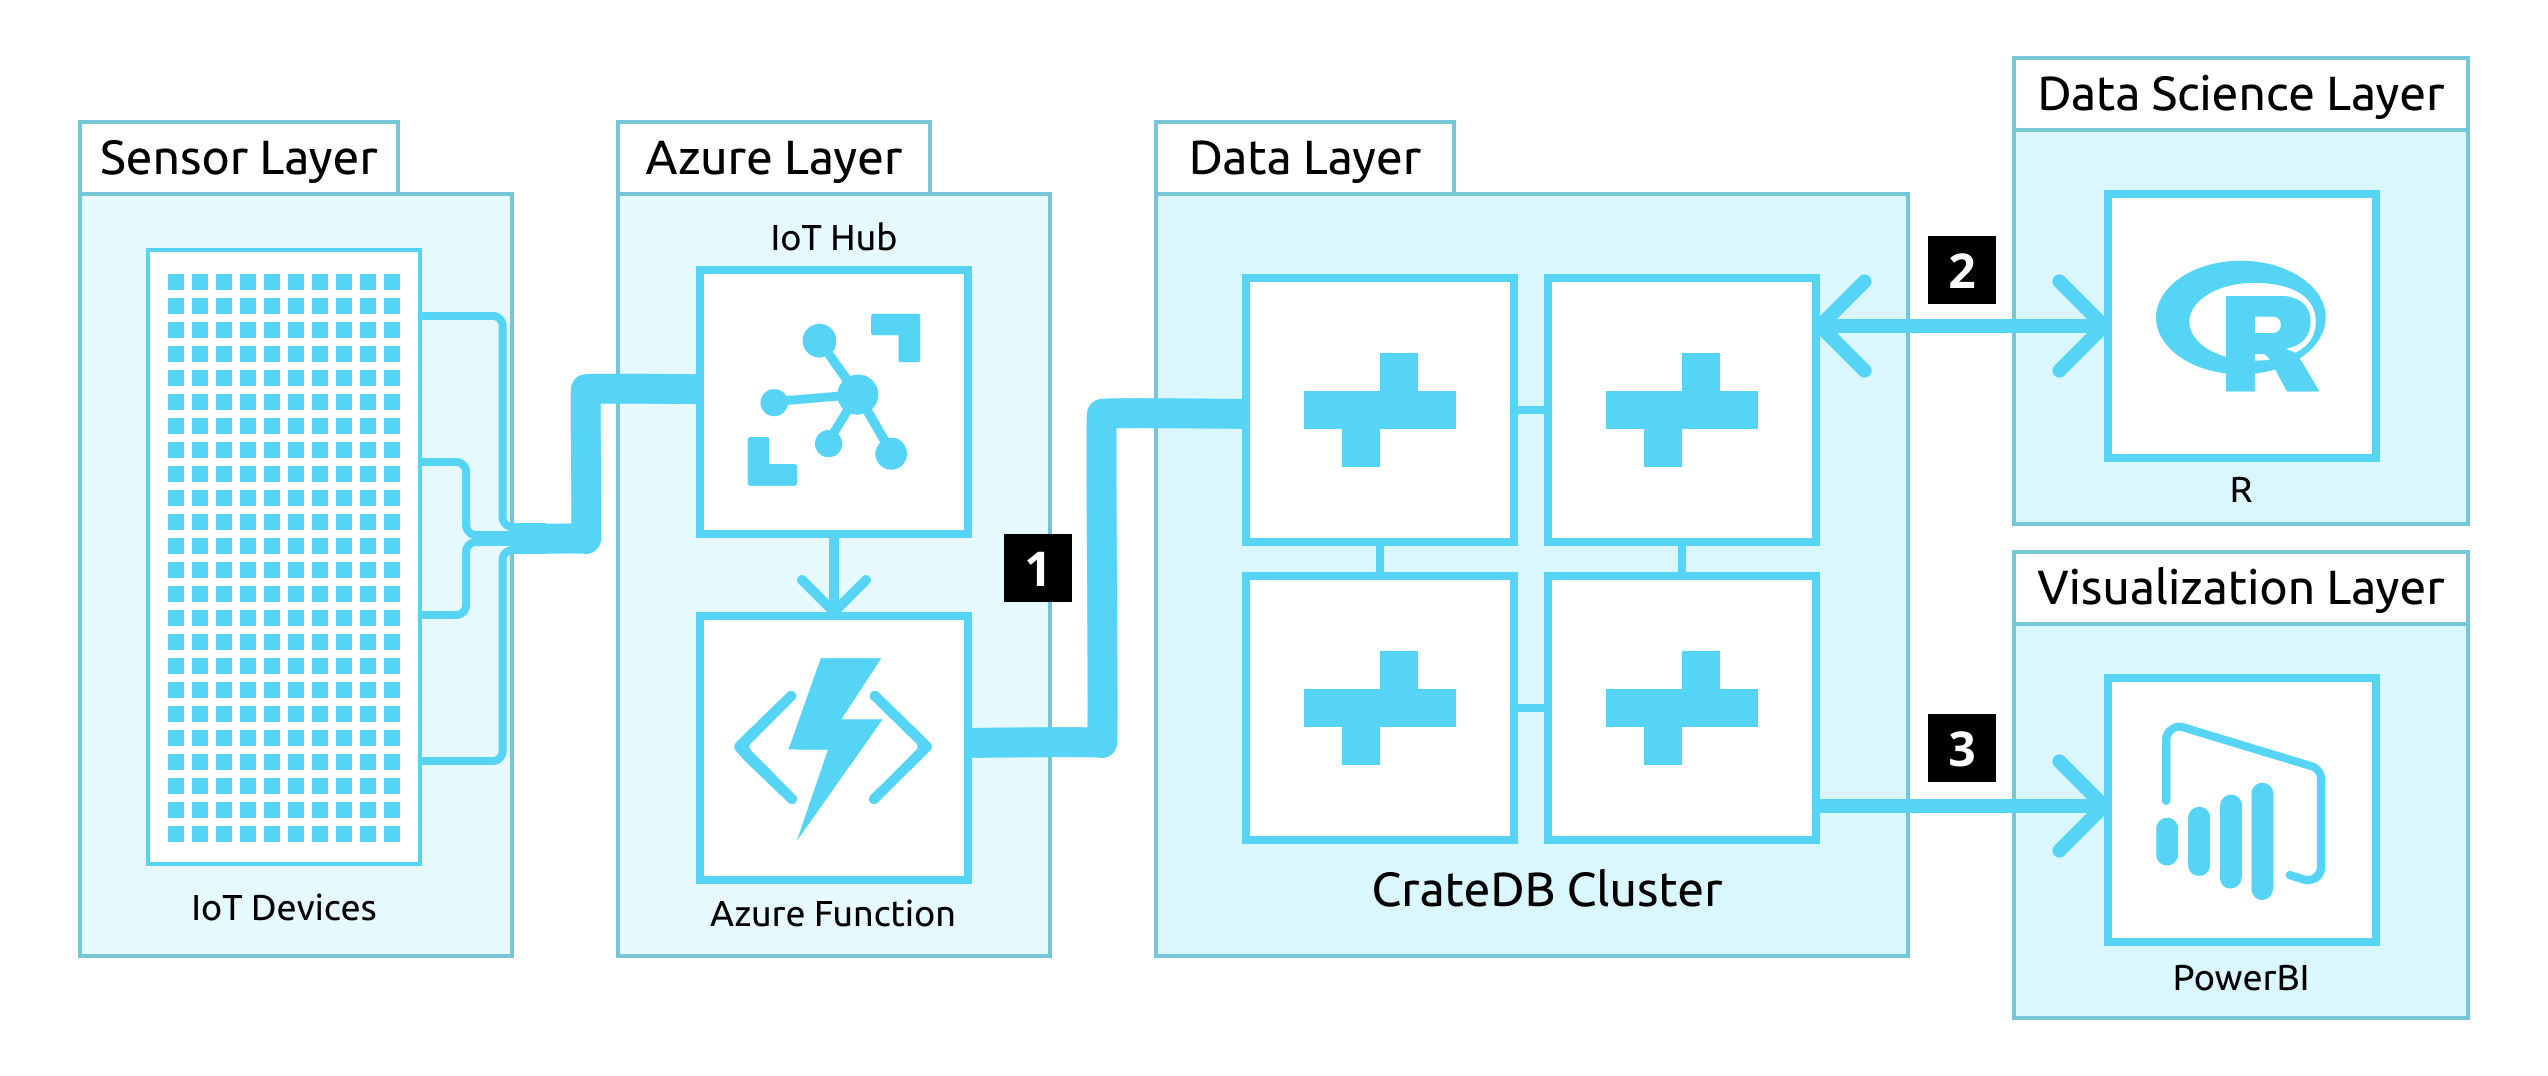 Sensor Layer
IoT Devices
Azure Layer
IoT Hub
Azure Function
1
Data Layer
CrateDB Cluster
2
Data Science Layer
R
R
3
Visualization Layer
PowerBI